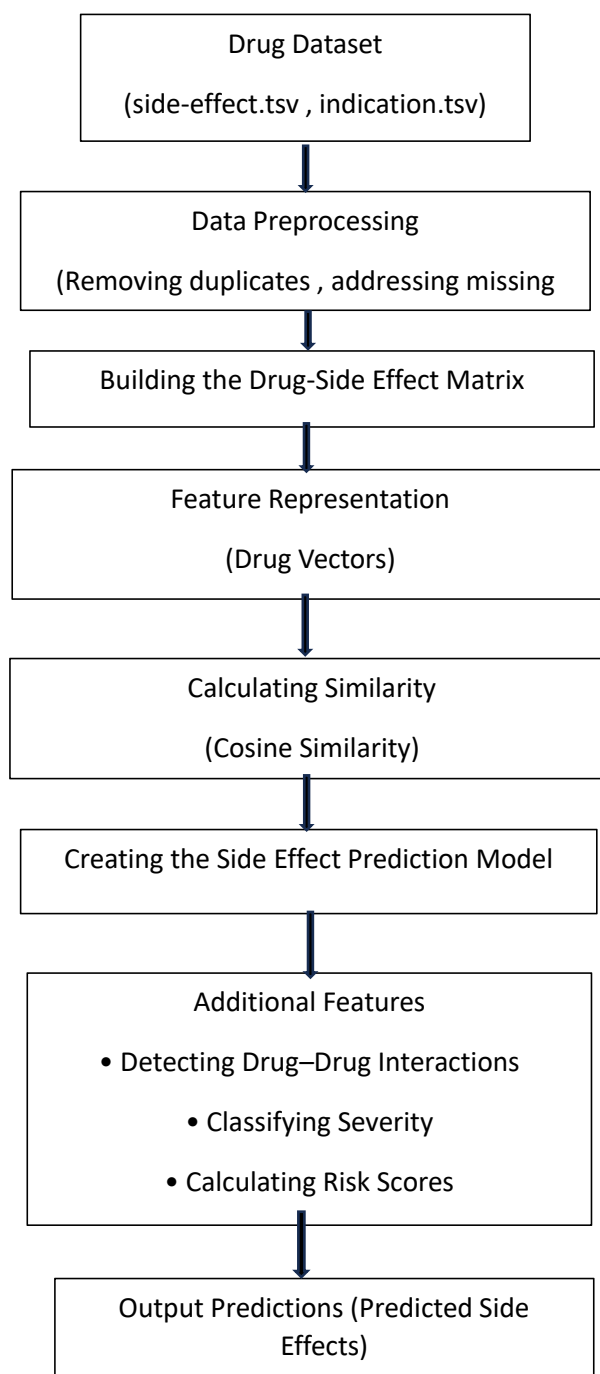 Drug Dataset
(side-effect.tsv , indication.tsv)
Data Preprocessing
(Removing duplicates , addressing missing
Building the Drug-Side Effect Matrix
Feature Representation
(Drug Vectors)
Calculating Similarity
(Cosine Similarity)
Creating the Side Effect Prediction Model
Additional Features
• Detecting Drug–Drug Interactions
• Classifying Severity
• Calculating Risk Scores
Output Predictions (Predicted Side
Effects)